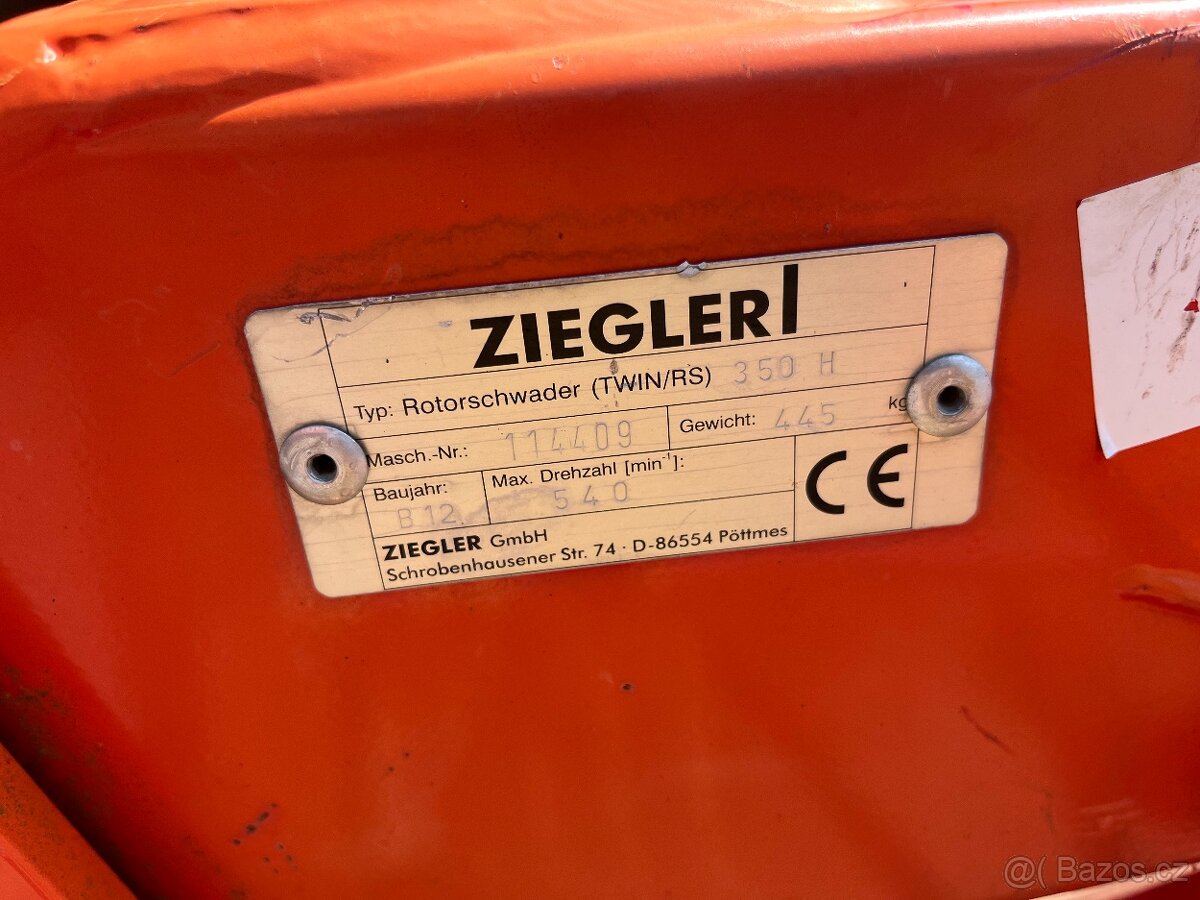 ZIEGLER
Typ: Rotorschwader (TWIN/RS) 350 H
Masch.-Nr.: 114409 Gewicht: 445 kg
Baujahr: B12 Max. Drehzahl [min⁻¹]: 540
CE
ZIEGLER GmbH
Schrobenhausener Str. 74 · D-86554 Pöttmes
@( Bazos.cz